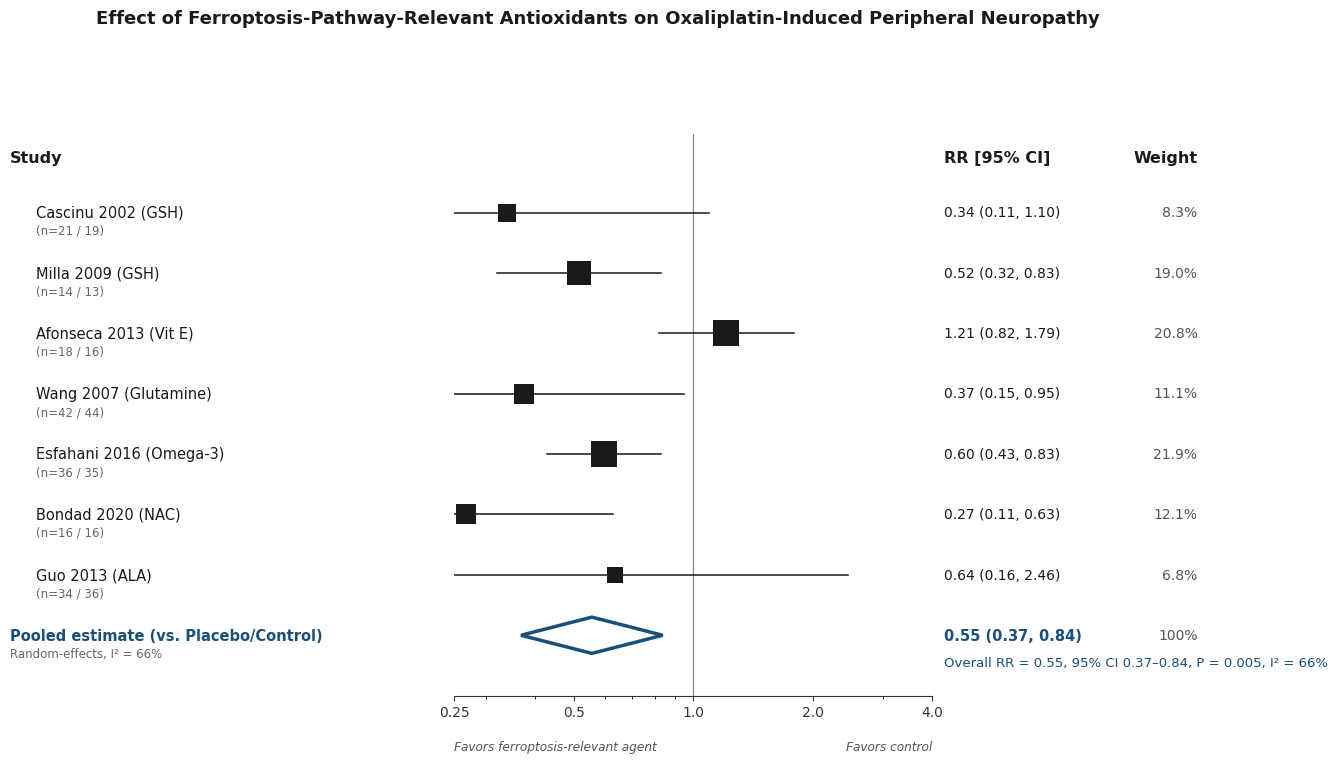 Effect of Ferroptosis-Pathway-Relevant Antioxidants on Oxaliplatin-Induced Peripheral Neuropathy
Study RR [95% CI] Weight
Cascinu 2002 (GSH) 0.34 (0.11, 1.10) 8.3%
(n=21 / 19)
Milla 2009 (GSH) 0.52 (0.32, 0.83) 19.0%
(n=14 / 13)
Afonseca 2013 (Vit E) 1.21 (0.82, 1.79) 20.8%
(n=18 / 16)
Wang 2007 (Glutamine) 0.37 (0.15, 0.95) 11.1%
(n=42 / 44)
Esfahani 2016 (Omega-3) 0.60 (0.43, 0.83) 21.9%
(n=36 / 35)
Bondad 2020 (NAC) 0.27 (0.11, 0.63) 12.1%
(n=16 / 16)
Guo 2013 (ALA) 0.64 (0.16, 2.46) 6.8%
(n=34 / 36)
Pooled estimate (vs. Placebo/Control) 0.55 (0.37, 0.84) 100%
Random-effects, I² = 66%
Overall RR = 0.55, 95% CI 0.37–0.84, P = 0.005, I² = 66%
0.25 0.5 1.0 2.0 4.0
Favors ferroptosis-relevant agent Favors control